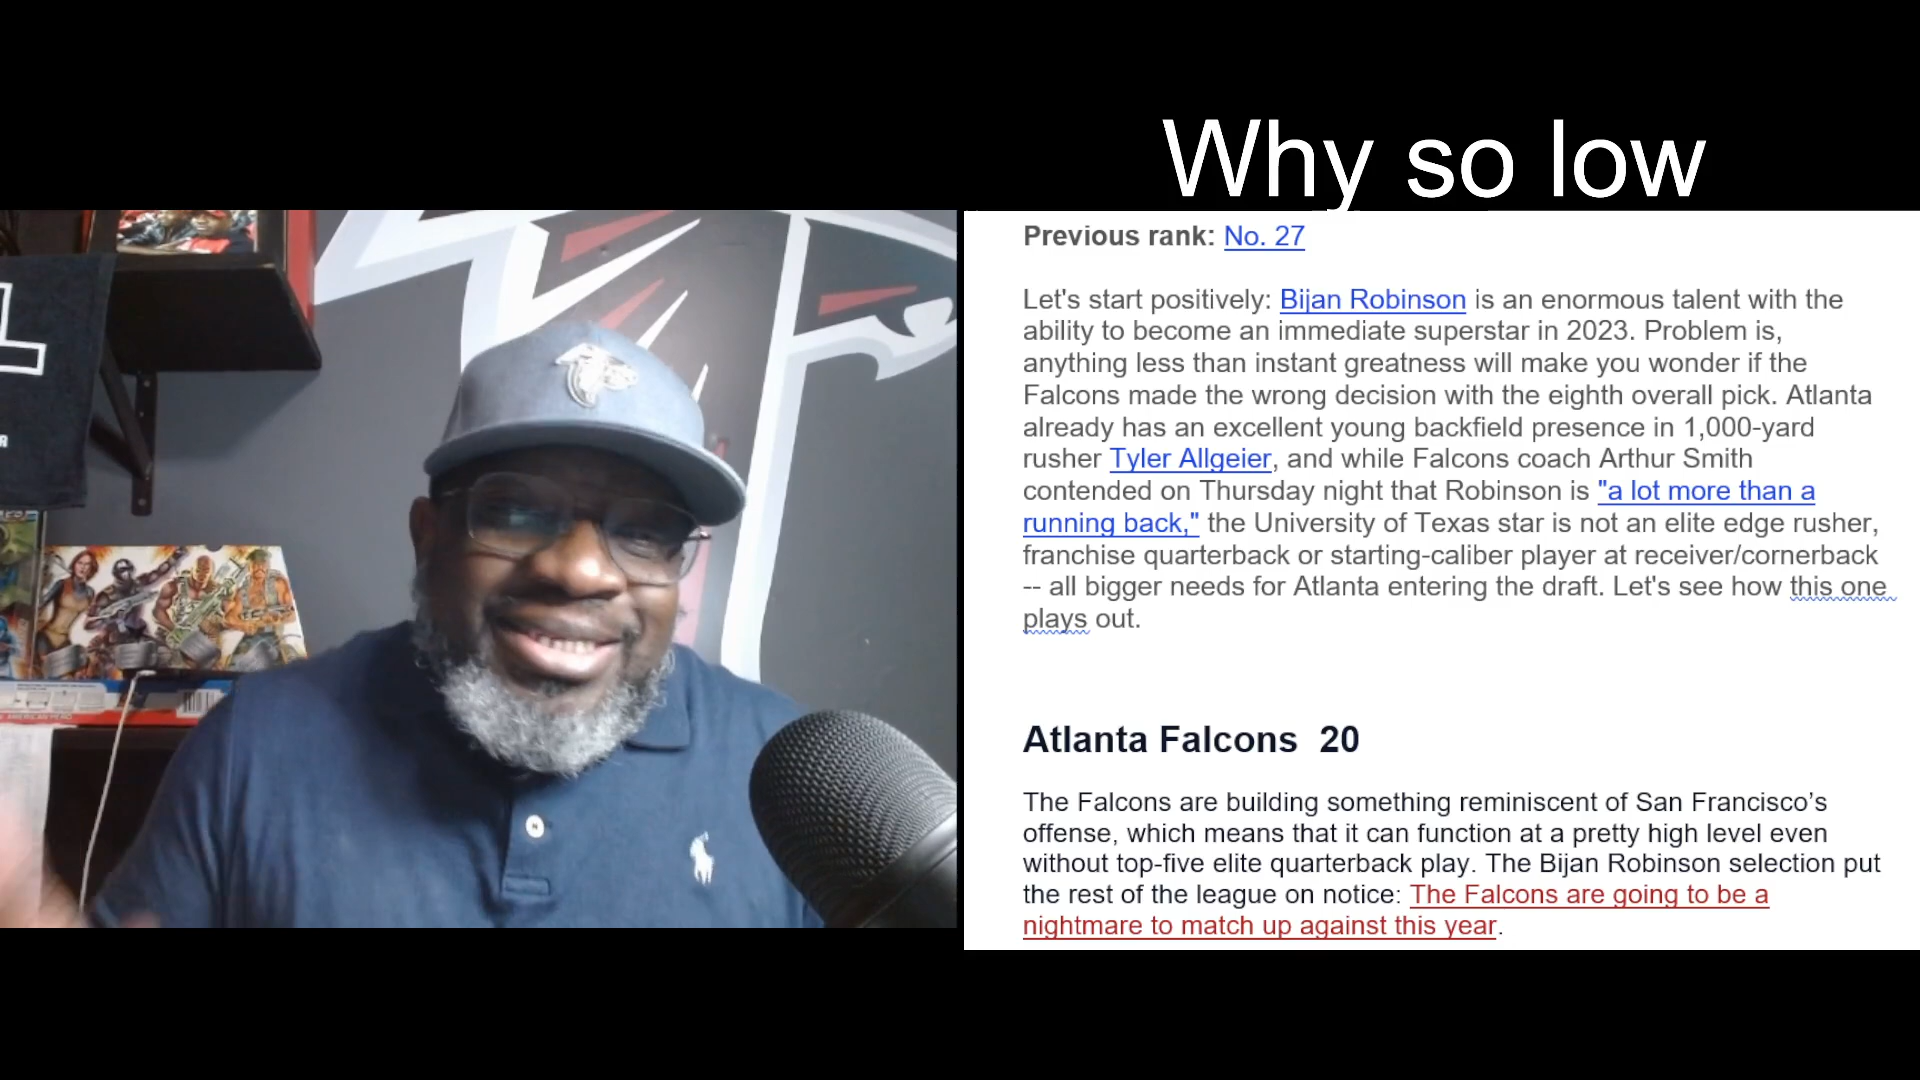 Why so low
Previous rank: No. 27
Let's start positively: Bijan Robinson is an enormous talent with the
ability to become an immediate superstar in 2023. Problem is,
anything less than instant greatness will make you wonder if the
Falcons made the wrong decision with the eighth overall pick. Atlanta
already has an excellent young backfield presence in 1,000-yard
rusher Tyler Allgeier, and while Falcons coach Arthur Smith
contended on Thursday night that Robinson is "a lot more than a
running back," the University of Texas star is not an elite edge rusher,
franchise quarterback or starting-caliber player at receiver/cornerback
-- all bigger needs for Atlanta entering the draft. Let's see how this one
plays out.
Atlanta Falcons 20
The Falcons are building something reminiscent of San Francisco’s
offense, which means that it can function at a pretty high level even
without top-five elite quarterback play. The Bijan Robinson selection put
the rest of the league on notice: The Falcons are going to be a
nightmare to match up against this year.